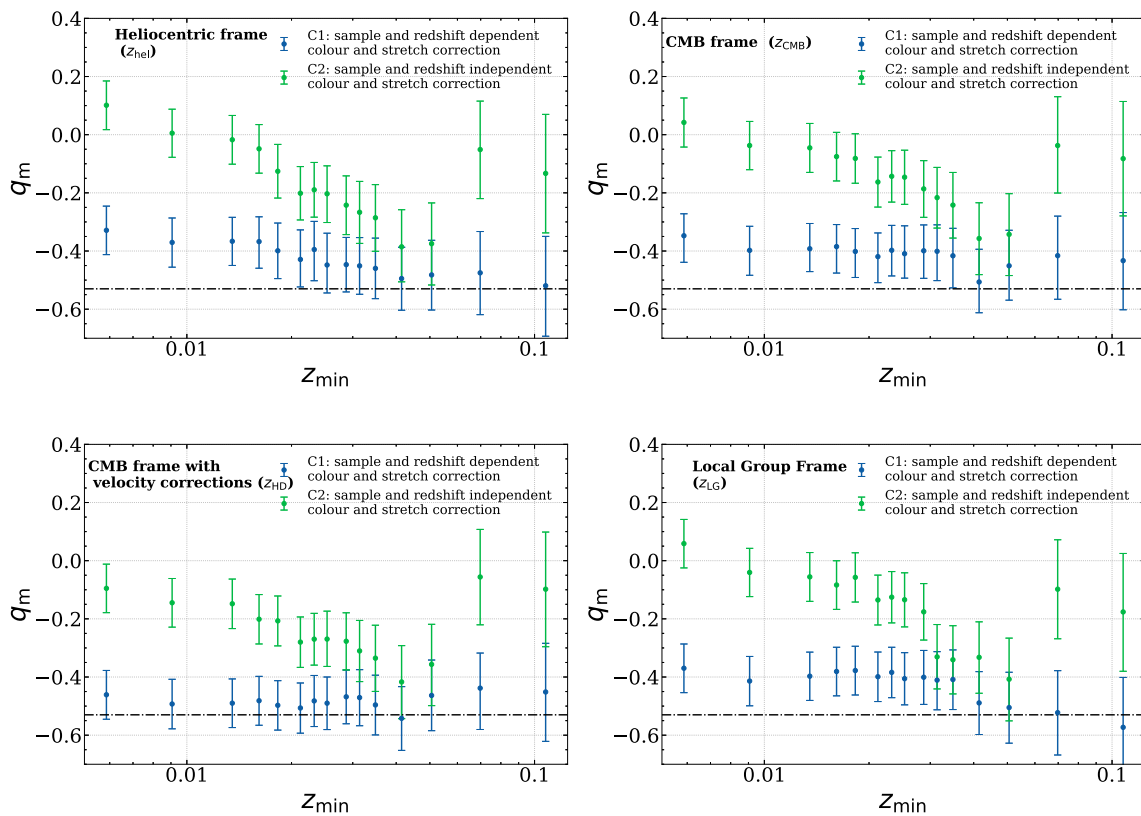 Heliocentric frame
(z_hel)
C1: sample and redshift dependent
colour and stretch correction
C2: sample and redshift independent
colour and stretch correction
0.4
0.2
0.0
−0.2
−0.4
−0.6
q_m
0.01
0.1
z_min
CMB frame (z_CMB)
C1: sample and redshift dependent
colour and stretch correction
C2: sample and redshift independent
colour and stretch correction
0.4
0.2
0.0
−0.2
−0.4
−0.6
q_m
0.01
0.1
z_min
CMB frame with
velocity corrections (z_HD)
C1: sample and redshift dependent
colour and stretch correction
C2: sample and redshift independent
colour and stretch correction
0.4
0.2
0.0
−0.2
−0.4
−0.6
q_m
0.01
0.1
z_min
Local Group Frame
(z_LG)
C1: sample and redshift dependent
colour and stretch correction
C2: sample and redshift independent
colour and stretch correction
0.4
0.2
0.0
−0.2
−0.4
−0.6
q_m
0.01
0.1
z_min